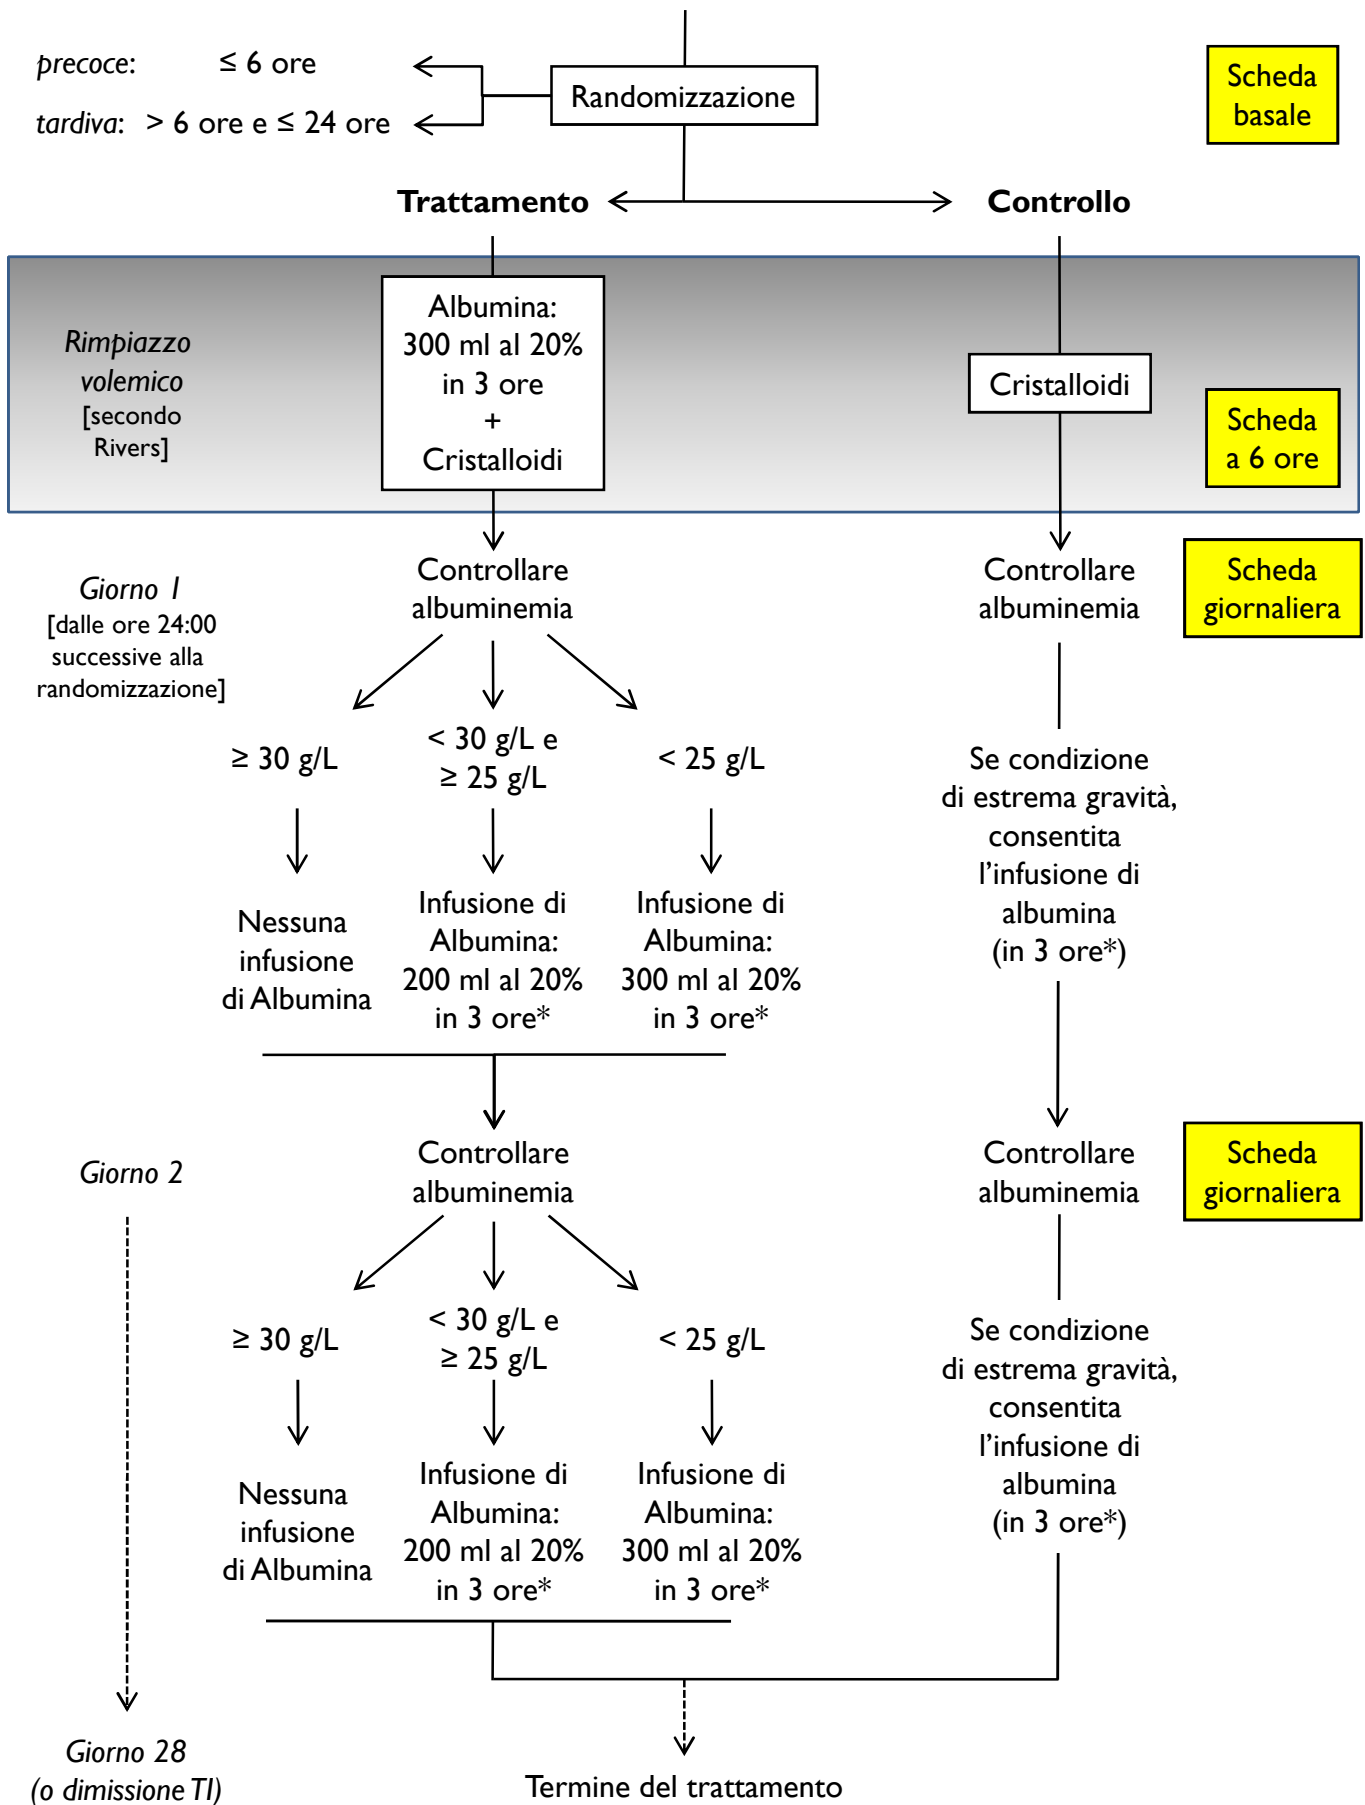 precoce: ≤ 6 ore
tardiva: > 6 ore e ≤ 24 ore
Randomizzazione
Scheda
basale
Trattamento
Controllo
Rimpiazzo
volemico
[secondo
Rivers]
Albumina:
300 ml al 20%
in 3 ore
+
Cristalloidi
Cristalloidi
Scheda
a 6 ore
Giorno 1
[dalle ore 24:00
successive alla
randomizzazione]
Controllare
albuminemia
Controllare
albuminemia
Scheda
giornaliera
≥ 30 g/L
< 30 g/L e
≥ 25 g/L
< 25 g/L
Nessuna
infusione
di Albumina
Infusione di
Albumina:
200 ml al 20%
in 3 ore*
Infusione di
Albumina:
300 ml al 20%
in 3 ore*
Se condizione
di estrema gravità,
consentita
l'infusione di
albumina
(in 3 ore*)
Giorno 2
Controllare
albuminemia
Controllare
albuminemia
Scheda
giornaliera
≥ 30 g/L
< 30 g/L e
≥ 25 g/L
< 25 g/L
Nessuna
infusione
di Albumina
Infusione di
Albumina:
200 ml al 20%
in 3 ore*
Infusione di
Albumina:
300 ml al 20%
in 3 ore*
Se condizione
di estrema gravità,
consentita
l'infusione di
albumina
(in 3 ore*)
Giorno 28
(o dimissione TI)
Termine del trattamento